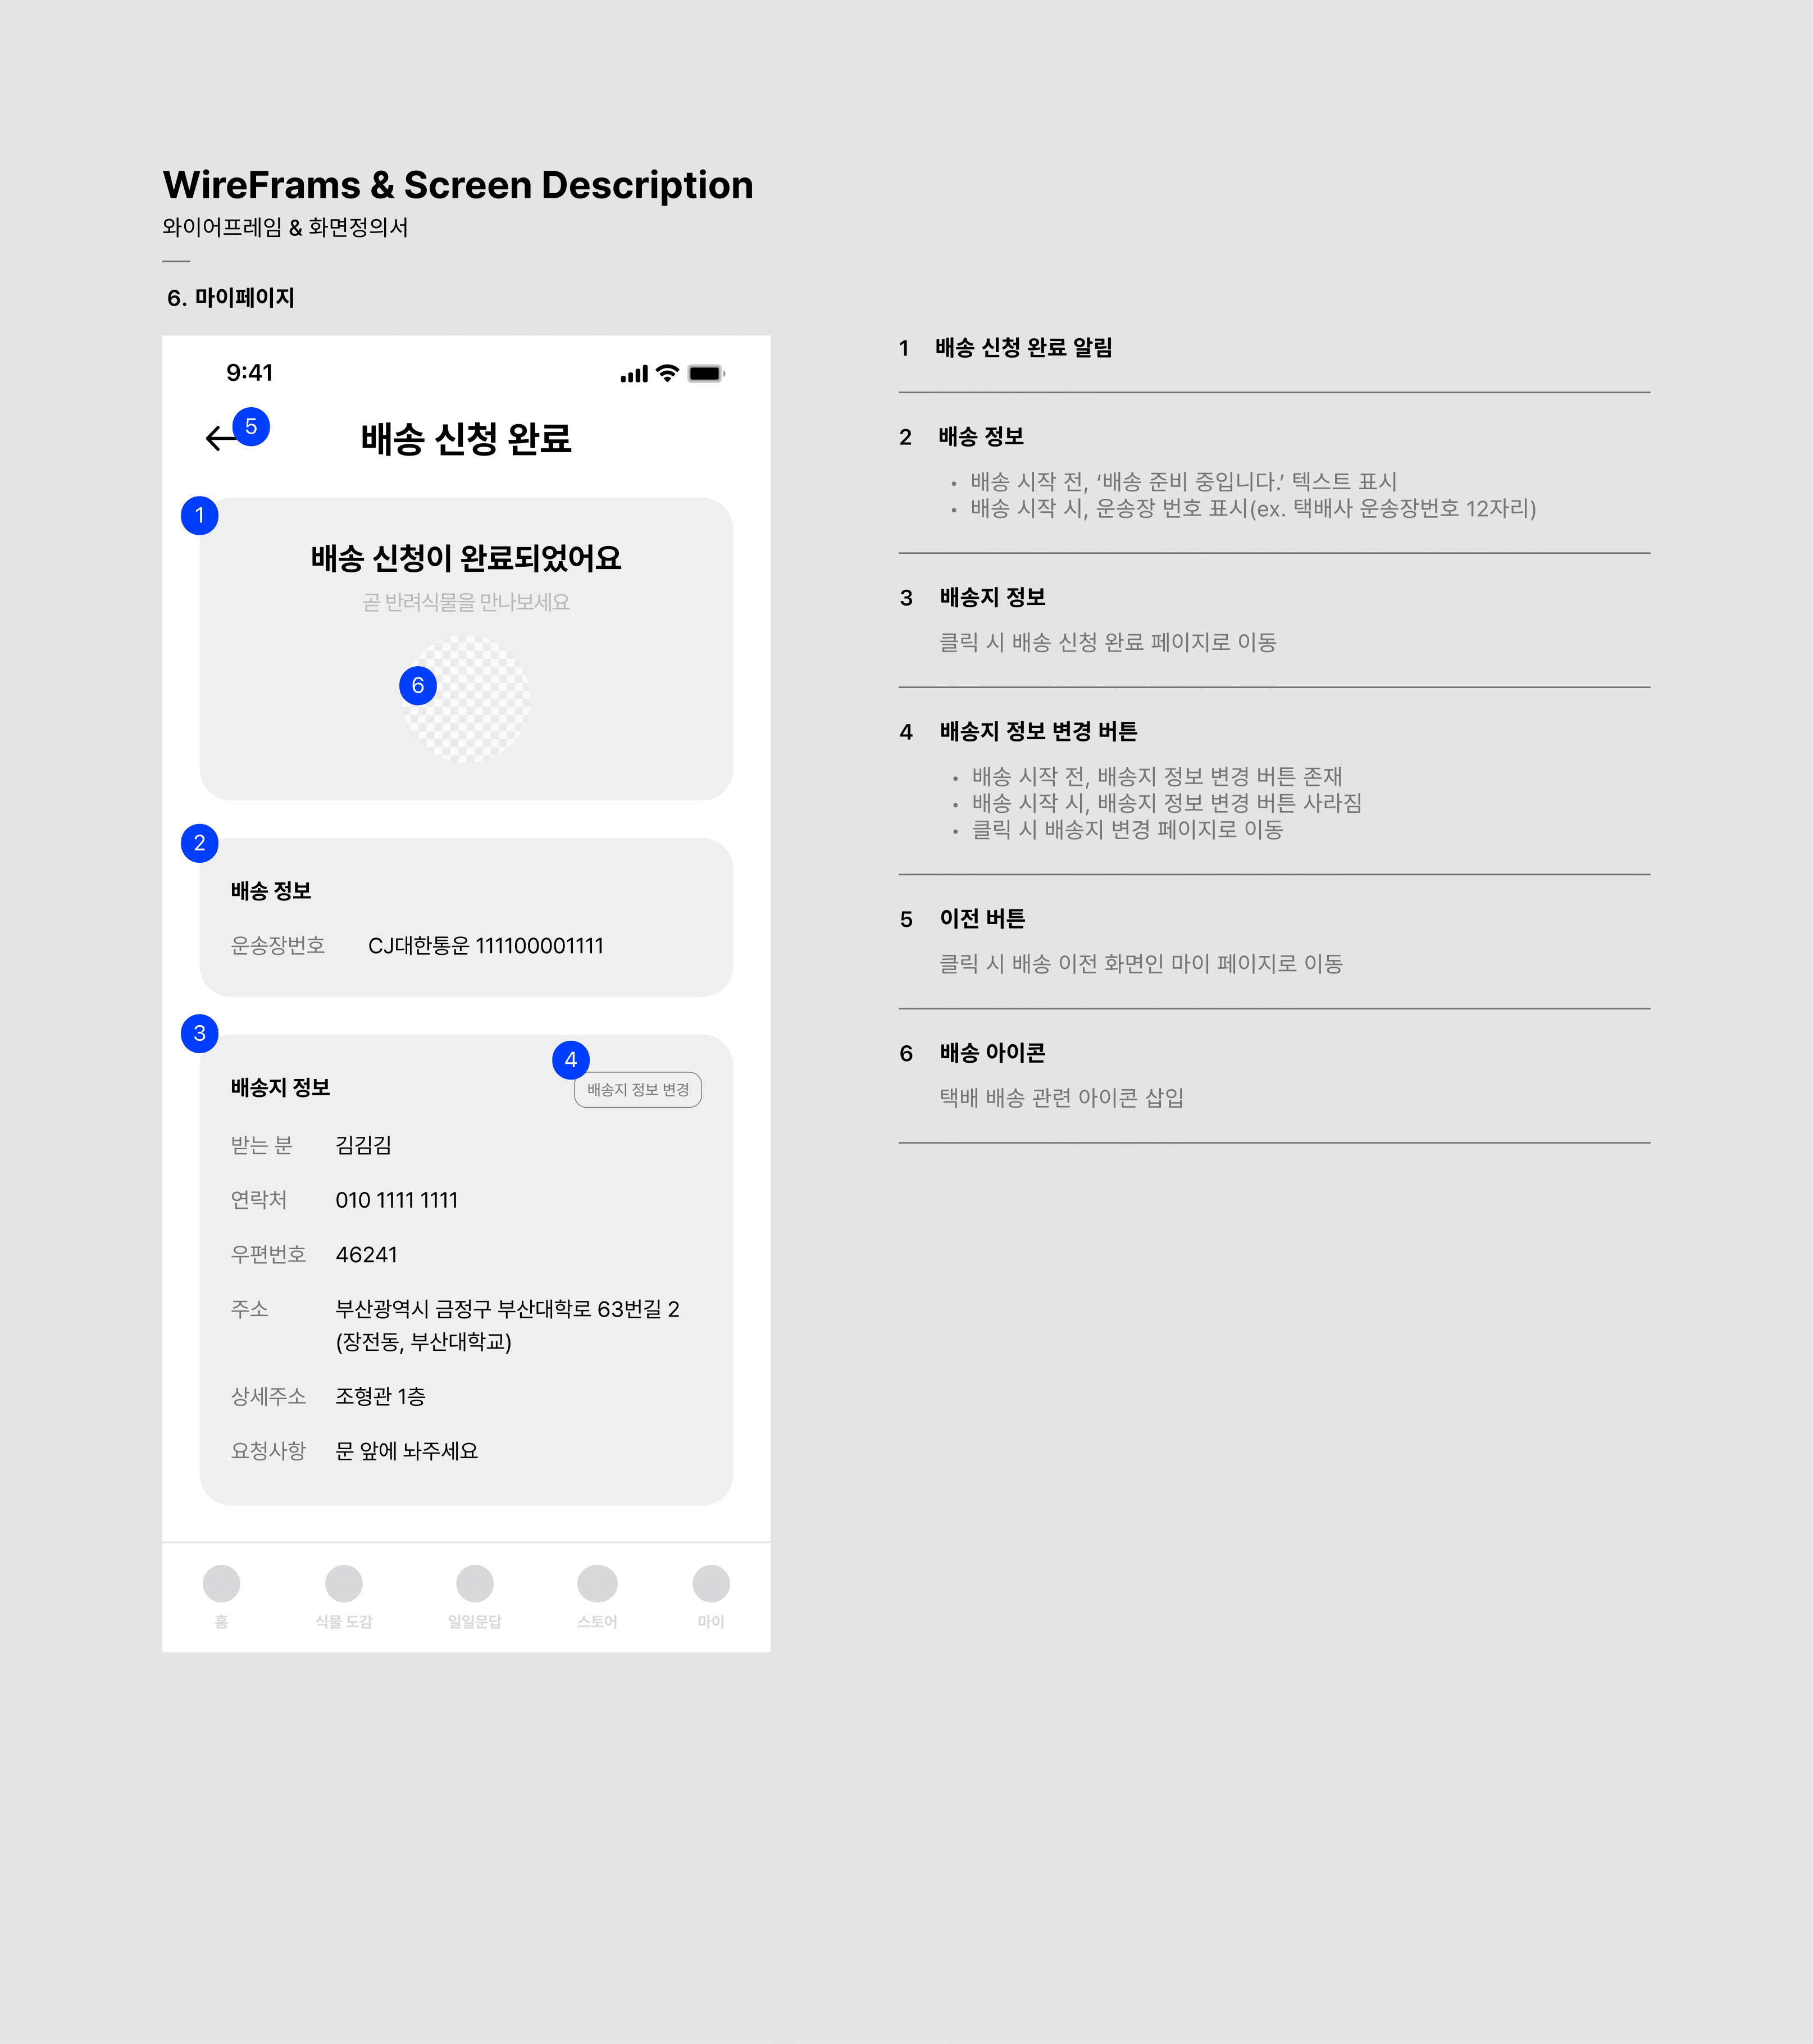 WireFrams & Screen Description
와이어프레임 & 화면정의서
6. 마이페이지
9:41
5
배송 신청 완료
1
배송 신청이 완료되었어요
곧 반려식물을 만나보세요
6
2
배송 정보
운송장번호 CJ대한통운 111100001111
3
4
배송지 정보 배송지 정보 변경
받는 분 김김김
연락처 010 1111 1111
우편번호 46241
주소 부산광역시 금정구 부산대학로 63번길 2
(장전동, 부산대학교)
상세주소 조형관 1층
요청사항 문 앞에 놔주세요
홈 식물 도감 일일문답 스토어 마이
1 배송 신청 완료 알림
2 배송 정보
• 배송 시작 전, ‘배송 준비 중입니다.’ 텍스트 표시
• 배송 시작 시, 운송장 번호 표시(ex. 택배사 운송장번호 12자리)
3 배송지 정보
클릭 시 배송 신청 완료 페이지로 이동
4 배송지 정보 변경 버튼
• 배송 시작 전, 배송지 정보 변경 버튼 존재
• 배송 시작 시, 배송지 정보 변경 버튼 사라짐
• 클릭 시 배송지 변경 페이지로 이동
5 이전 버튼
클릭 시 배송 이전 화면인 마이 페이지로 이동
6 배송 아이콘
택배 배송 관련 아이콘 삽입